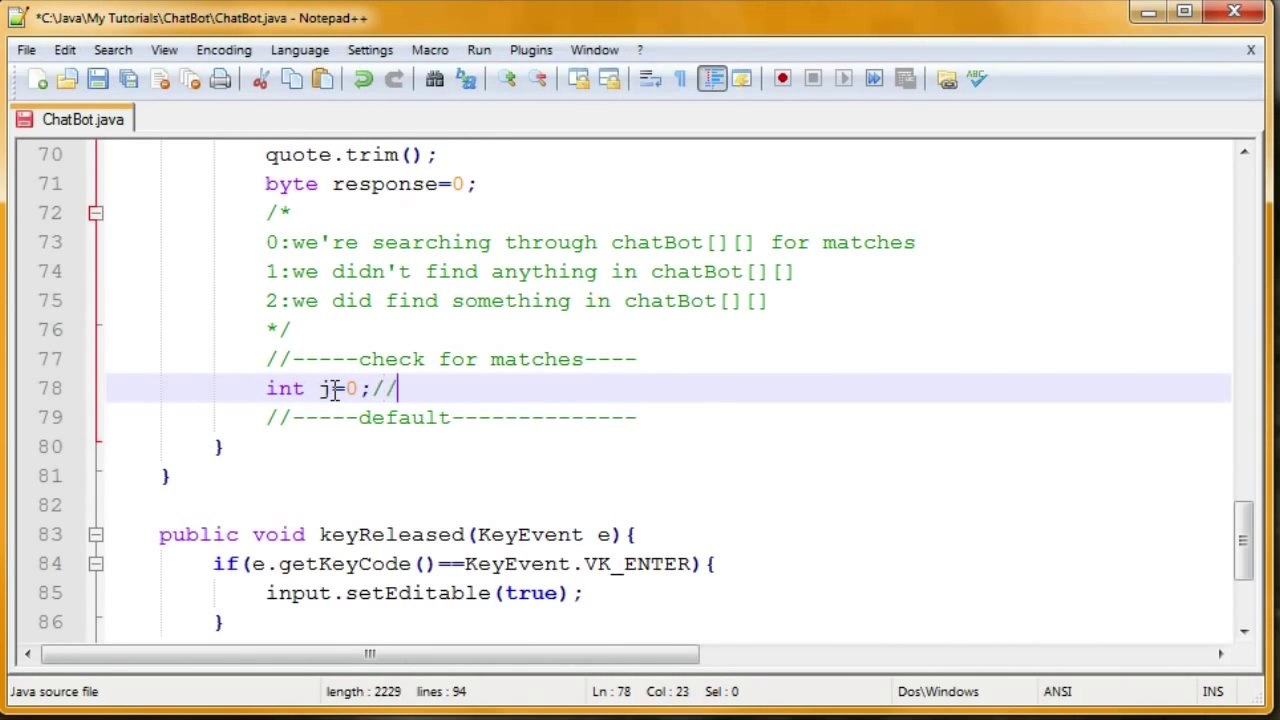 *C:\Java\My Tutorials\ChatBot\ChatBot.java - Notepad++
File Edit Search View Encoding Language Settings Macro Run Plugins Window ? X
ABC
ChatBot.java
70 quote.trim();
71 byte response=0;
72 /*
73 0:we're searching through chatBot[][] for matches
74 1:we didn't find anything in chatBot[][]
75 2:we did find something in chatBot[][]
76 */
77 //-----check for matches----
78 int j=0;//
79 //-----default--------------
80 }
81 }
82
83 public void keyReleased(KeyEvent e){
84 if(e.getKeyCode()==KeyEvent.VK_ENTER){
85 input.setEditable(true);
86 }
Java source file length : 2229 lines : 94 Ln : 78 Col : 23 Sel : 0 Dos\Windows ANSI INS